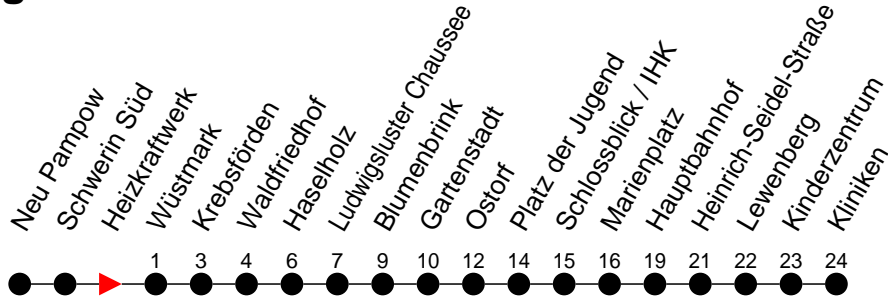 Neu Pampow
Schwerin Süd
Heizkraftwerk
Wüstmark
Krebsförden
Waldfriedhof
Haselholz
Ludwigsluster Chaussee
Blumenbrink
Gartenstadt
Ostorf
Platz der Jugend
Schlossblick / IHK
Marienplatz
Hauptbahnhof
Heinrich-Seidel-Straße
Lewenberg
Kinderzentrum
Kliniken
1 3 4 6 7 9 10 12 14 15 16 19 21 22 23 24